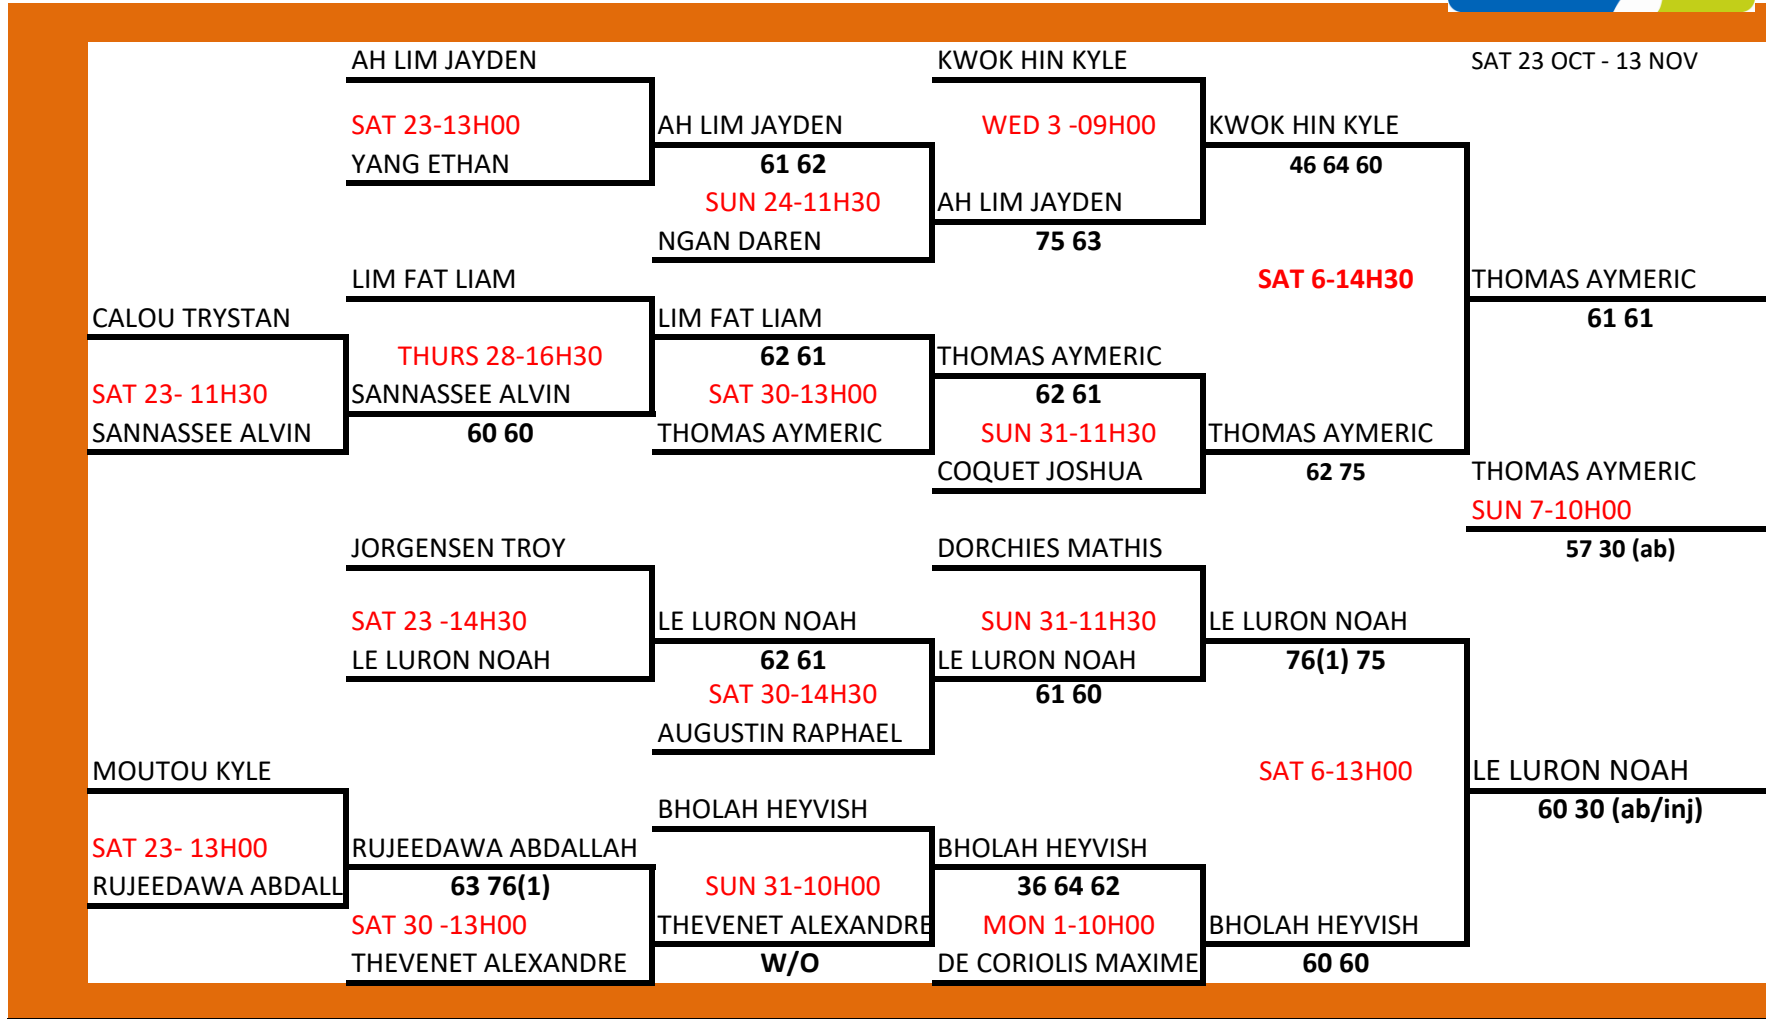 AH LIM JAYDEN KWOK HIN KYLE SAT 23 OCT - 13 NOV
SAT 23-13H00 AH LIM JAYDEN WED 3 -09H00 KWOK HIN KYLE
YANG ETHAN 61 62 46 64 60
SUN 24-11H30 AH LIM JAYDEN
NGAN DAREN 75 63
LIM FAT LIAM SAT 6-14H30 THOMAS AYMERIC
CALOU TRYSTAN LIM FAT LIAM 61 61
THURS 28-16H30 62 61 THOMAS AYMERIC
SAT 23- 11H30 SANNASSEE ALVIN SAT 30-13H00 62 61
SANNASSEE ALVIN 60 60 THOMAS AYMERIC SUN 31-11H30 THOMAS AYMERIC
COQUET JOSHUA 62 75 THOMAS AYMERIC
SUN 7-10H00
JORGENSEN TROY DORCHIES MATHIS 57 30 (ab)
SAT 23 -14H30 LE LURON NOAH SUN 31-11H30 LE LURON NOAH
LE LURON NOAH 62 61 LE LURON NOAH 76(1) 75
SAT 30-14H30 61 60
AUGUSTIN RAPHAEL
MOUTOU KYLE SAT 6-13H00 LE LURON NOAH
BHOLAH HEYVISH 60 30 (ab/inj)
SAT 23- 13H00 RUJEEDAWA ABDALLAH BHOLAH HEYVISH
RUJEEDAWA ABDALL 63 76(1) SUN 31-10H00 36 64 62
SAT 30 -13H00 THEVENET ALEXANDRE MON 1-10H00 BHOLAH HEYVISH
THEVENET ALEXANDRE W/O DE CORIOLIS MAXIME 60 60